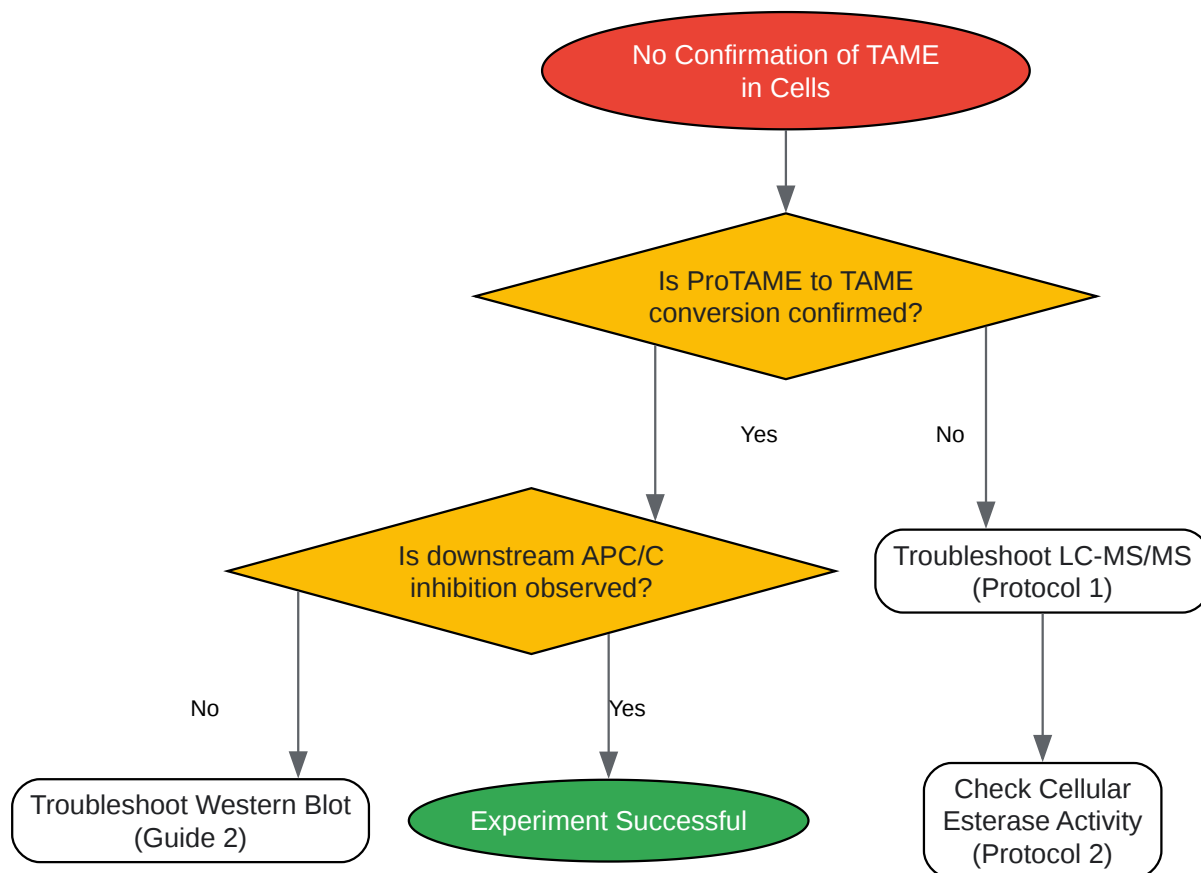 No Confirmation of TAME
in Cells
Is ProTAME to TAME
conversion confirmed?
Yes
No
Is downstream APC/C
inhibition observed?
Troubleshoot LC-MS/MS
(Protocol 1)
No
Yes
Troubleshoot Western Blot
(Guide 2)
Experiment Successful
Check Cellular
Esterase Activity
(Protocol 2)